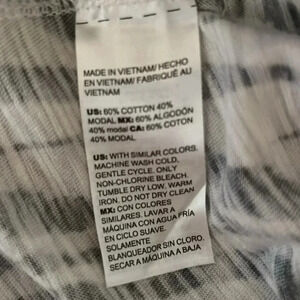 MADE IN VIETNAM/ HECHO
EN VIETNAM/ FABRIQUÉ AU
VIETNAM
US: 60% COTTON 40%
MODAL MX: 60% ALGODÓN
40% modal CA: 60% COTON
40% MODAL
US: WITH SIMILAR COLORS.
MACHINE WASH COLD.
GENTLE CYCLE. ONLY
NON-CHLORINE BLEACH.
TUMBLE DRY LOW. WARM
IRON. DO NOT DRY CLEAN
MX: CON COLORES
SIMILARES. LAVAR A
MÁQUINA CON AGUA FRÍA
EN CICLO SUAVE.
SOLAMENTE
BLANQUEADOR SIN CLORO.
SECAR A MÁQUINA A BAJA